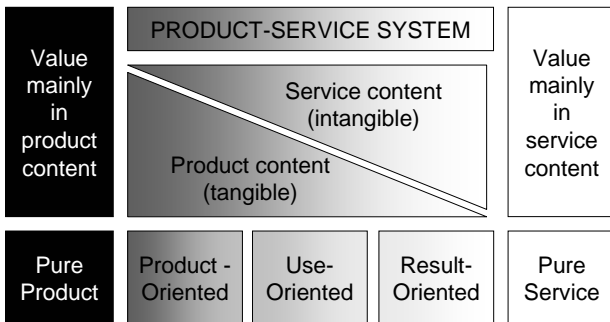 PRODUCT-SERVICE SYSTEM
Value
mainly
in
product
content
Service content
(intangible)
Product content
(tangible)
Value
mainly
in
service
content
Pure
Product
Product -
Oriented
Use-
Oriented
Result-
Oriented
Pure
Service